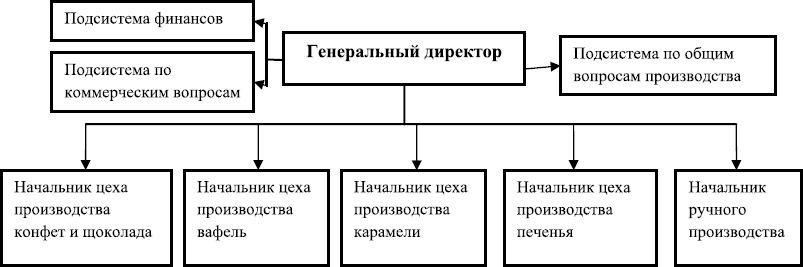 Подсистема финансов
Генеральный директор
Подсистема по
коммерческим вопросам
Подсистема по общим
вопросам производства
Начальник цеха
производства
конфет и щоколада
Начальник цеха
производства
вафель
Начальник цеха
производства
карамели
Начальник цеха
производства
печенья
Начальник
ручного
производства